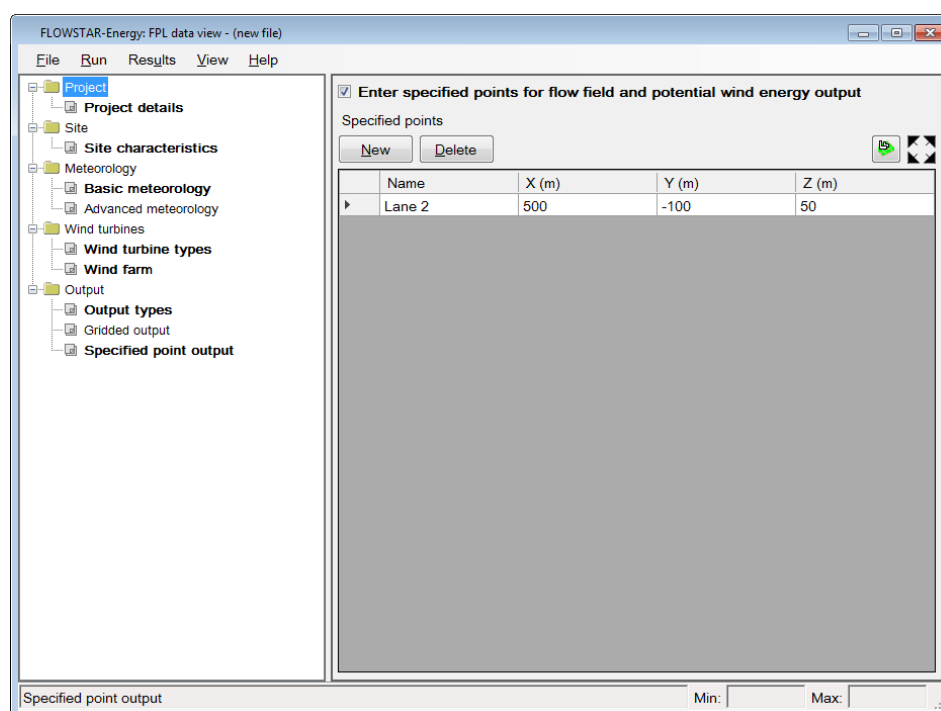 FLOWSTAR-Energy: FPL data view - (new file)
File Run Results View Help
Project
Project details
Site
Site characteristics
Meteorology
Basic meteorology
Advanced meteorology
Wind turbines
Wind turbine types
Wind farm
Output
Output types
Gridded output
Specified point output
Enter specified points for flow field and potential wind energy output
Specified points
New Delete
Name X (m) Y (m) Z (m)
Lane 2 500 -100 50
Specified point output Min: Max: